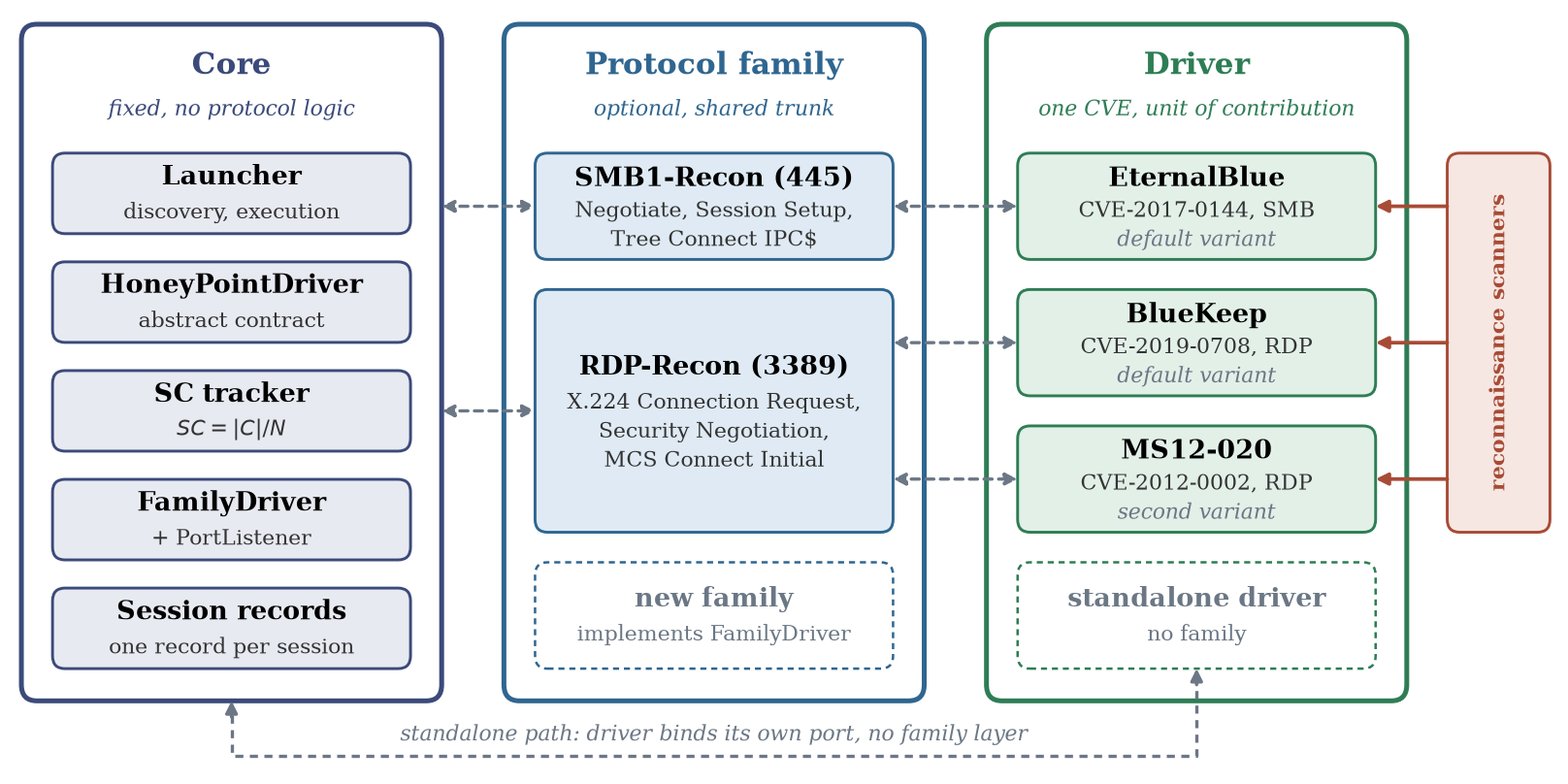 Core
fixed, no protocol logic
Launcher
discovery, execution
HoneyPointDriver
abstract contract
SC tracker
SC = |C|/N
FamilyDriver
+ PortListener
Session records
one record per session
Protocol family
optional, shared trunk
SMB1-Recon (445)
Negotiate, Session Setup,
Tree Connect IPC$
RDP-Recon (3389)
X.224 Connection Request,
Security Negotiation,
MCS Connect Initial
new family
implements FamilyDriver
Driver
one CVE, unit of contribution
EternalBlue
CVE-2017-0144, SMB
default variant
BlueKeep
CVE-2019-0708, RDP
default variant
MS12-020
CVE-2012-0002, RDP
second variant
standalone driver
no family
reconnaissance scanners
standalone path: driver binds its own port, no family layer